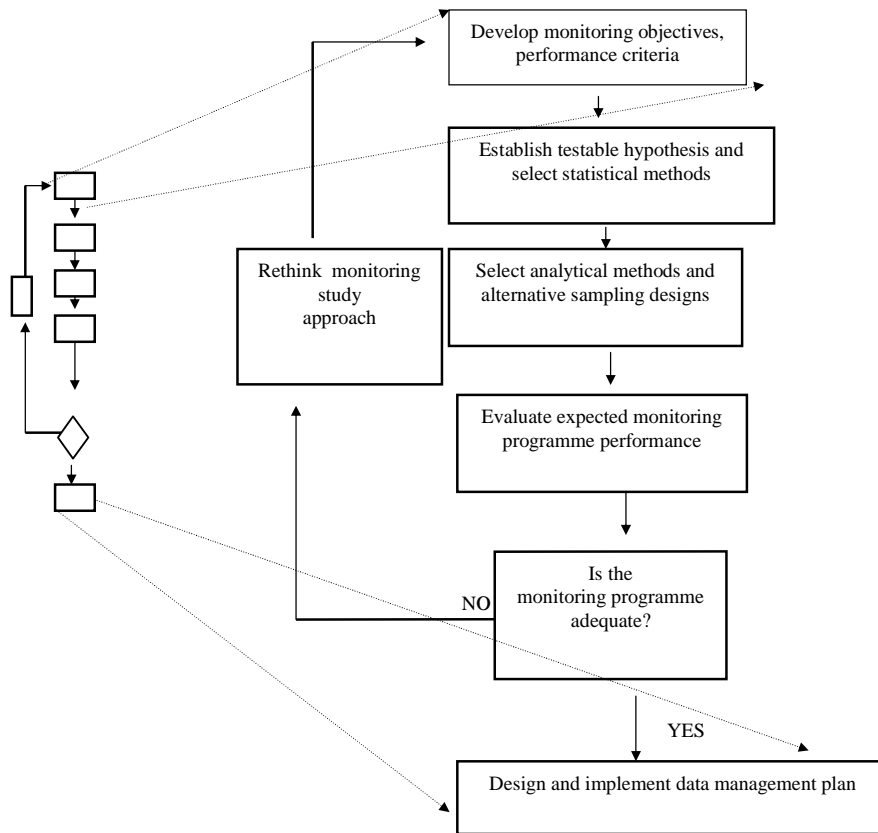 Develop monitoring objectives,
performance criteria
Establish testable hypothesis and
select statistical methods
Rethink monitoring
study
approach
Select analytical methods and
alternative sampling designs
Evaluate expected monitoring
programme performance
Is the
monitoring programme
adequate?
NO
YES
Design and implement data management plan